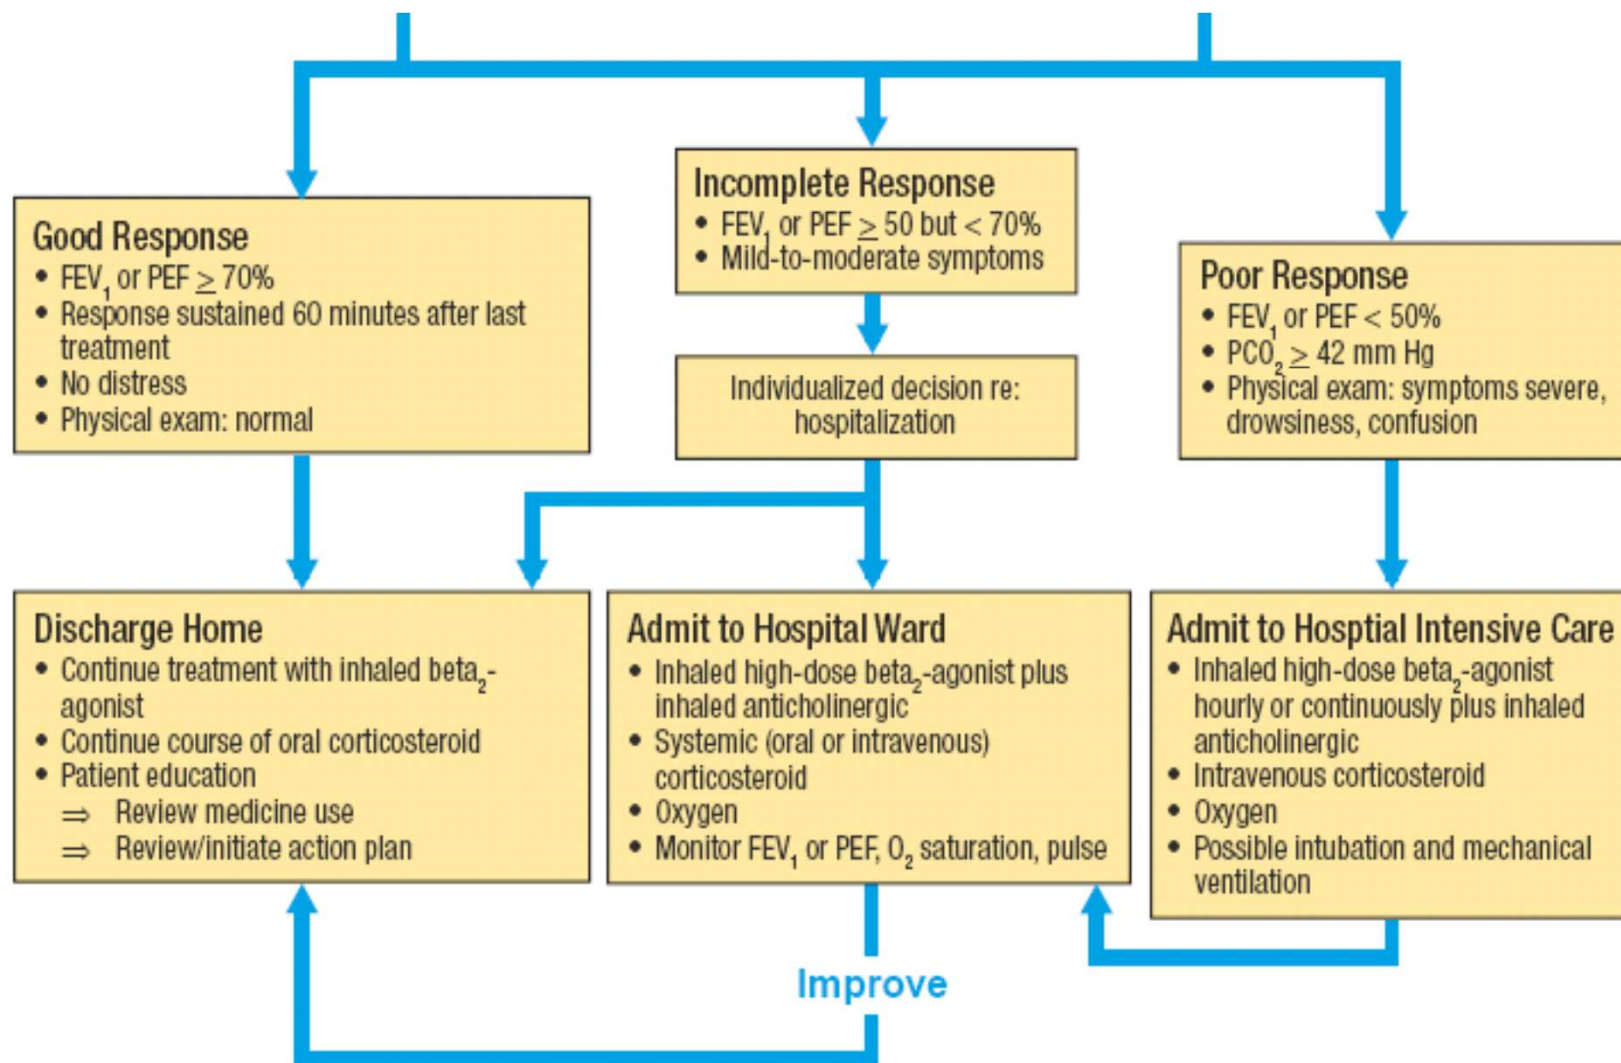 Good Response
• FEV₁ or PEF ≥ 70%
• Response sustained 60 minutes after last
treatment
• No distress
• Physical exam: normal
Incomplete Response
• FEV₁ or PEF ≥ 50 but < 70%
• Mild-to-moderate symptoms
Individualized decision re:
hospitalization
Poor Response
• FEV₁ or PEF < 50%
• PCO₂ ≥ 42 mm Hg
• Physical exam: symptoms severe,
drowsiness, confusion
Discharge Home
• Continue treatment with inhaled beta₂-
agonist
• Continue course of oral corticosteroid
• Patient education
⇒ Review medicine use
⇒ Review/initiate action plan
Admit to Hospital Ward
• Inhaled high-dose beta₂-agonist plus
inhaled anticholinergic
• Systemic (oral or intravenous)
corticosteroid
• Oxygen
• Monitor FEV₁ or PEF, O₂ saturation, pulse
Admit to Hosptial Intensive Care
• Inhaled high-dose beta₂-agonist
hourly or continuously plus inhaled
anticholinergic
• Intravenous corticosteroid
• Oxygen
• Possible intubation and mechanical
ventilation
Improve